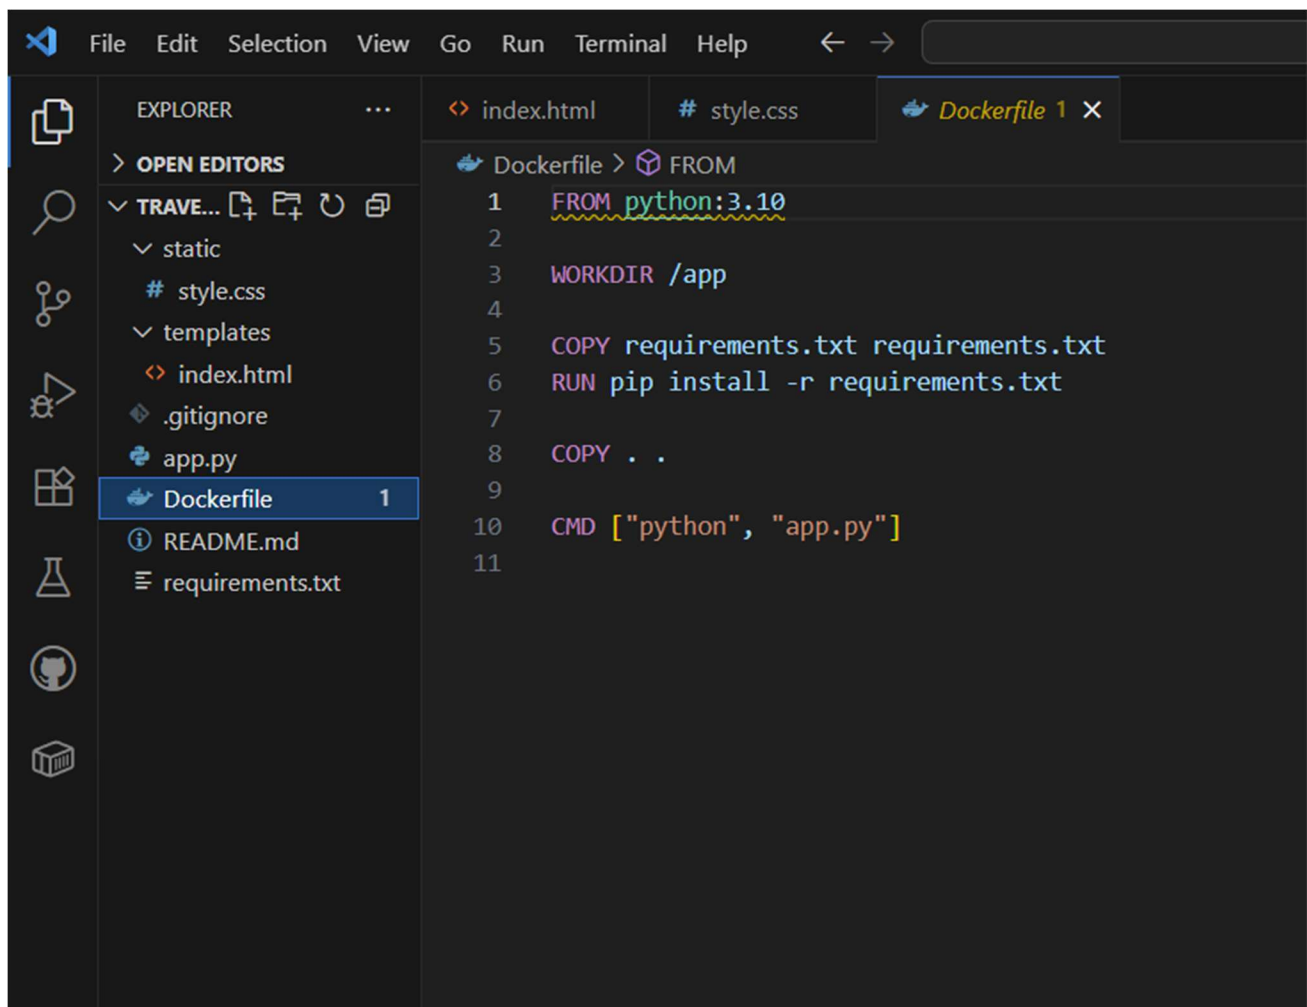 File Edit Selection View Go Run Terminal Help
EXPLORER
OPEN EDITORS
TRAVE...
static
# style.css
templates
<> index.html
.gitignore
app.py
Dockerfile 1
README.md
requirements.txt
<> index.html # style.css Dockerfile 1
Dockerfile > FROM
1 FROM python:3.10
2
3 WORKDIR /app
4
5 COPY requirements.txt requirements.txt
6 RUN pip install -r requirements.txt
7
8 COPY . .
9
10 CMD ["python", "app.py"]
11